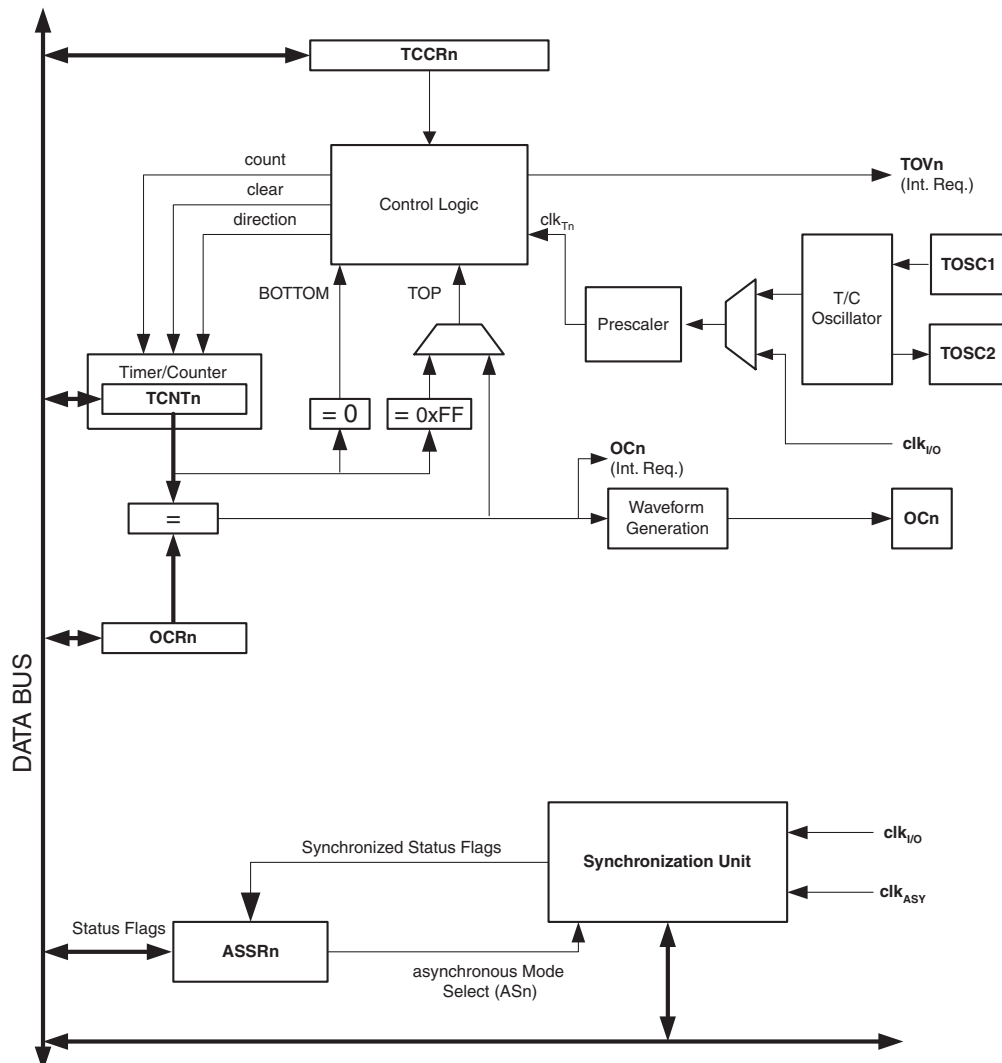 TCCRn
count
clear
direction
Control Logic
clkTn
TOVn
(Int. Req.)
BOTTOM
TOP
Prescaler
T/C
Oscillator
TOSC1
TOSC2
Timer/Counter
TCNTn
= 0
= 0xFF
clkI/O
OCn
(Int. Req.)
=
Waveform
Generation
OCn
OCRn
DATA BUS
Synchronized Status Flags
Synchronization Unit
clkI/O
clkASY
Status Flags
ASSRn
asynchronous Mode
Select (ASn)